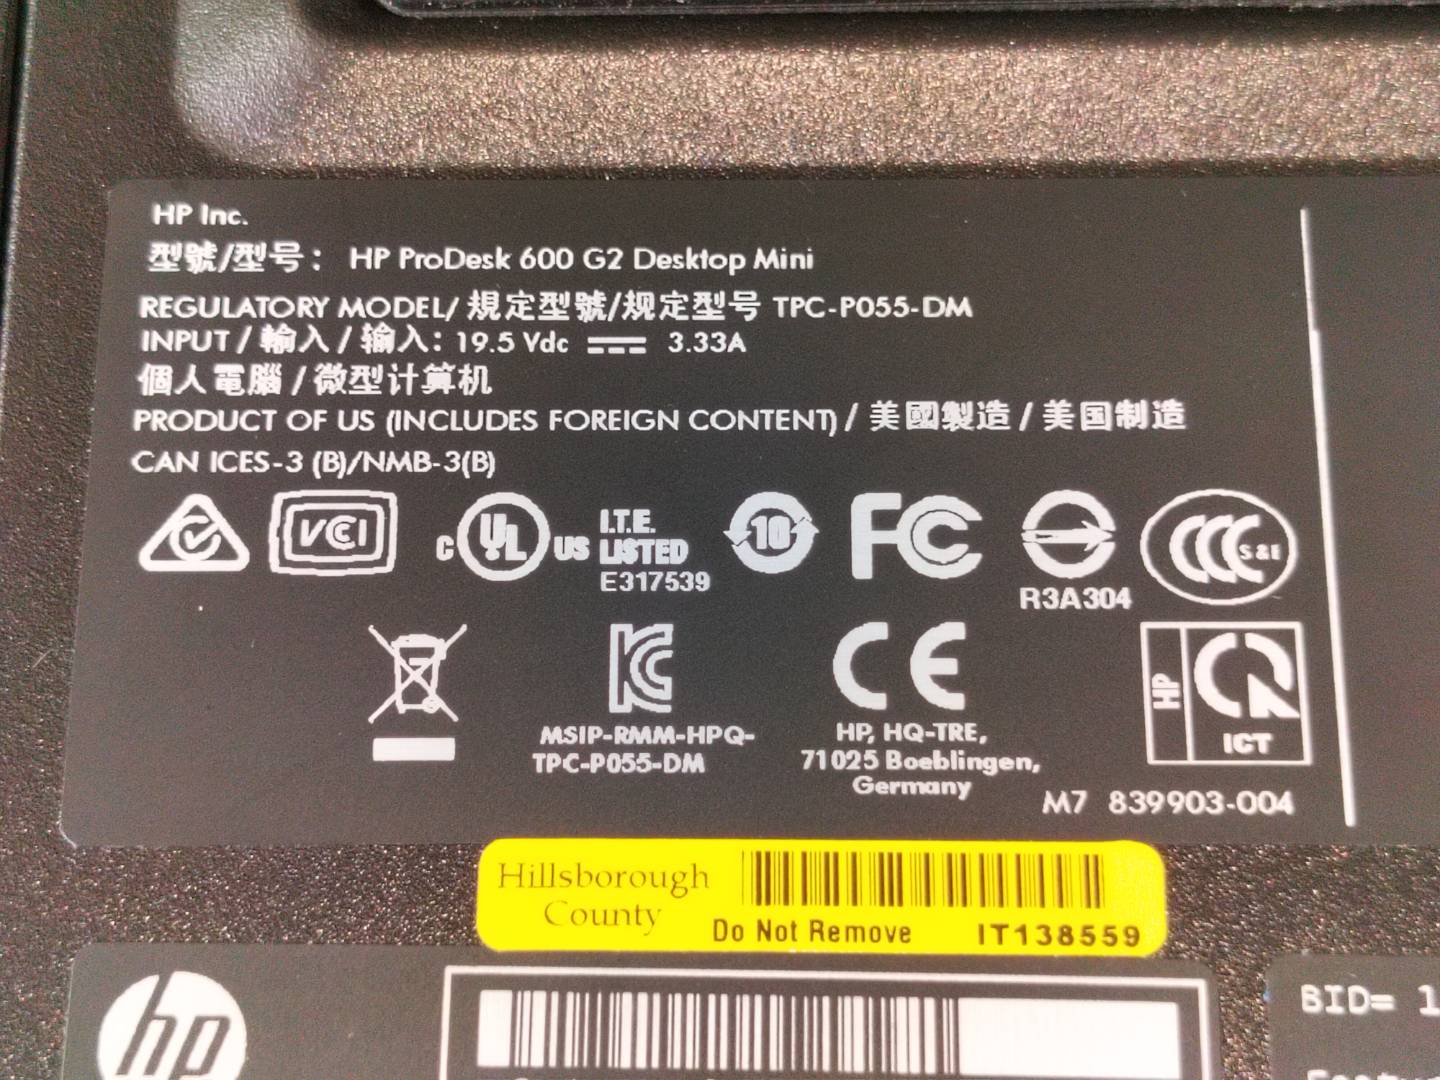 HP Inc.
型號/型号： HP ProDesk 600 G2 Desktop Mini
REGULATORY MODEL/ 規定型號/规定型号 TPC-P055-DM
INPUT / 輸入 / 输入: 19.5 Vdc 3.33A
個人電腦 / 微型计算机
PRODUCT OF US (INCLUDES FOREIGN CONTENT) / 美國製造 / 美国制造
CAN ICES-3 (B)/NMB-3(B)
VCI
C UL US
I.T.E.
LISTED
E317539
10
FC
R3A304
CCC S&E
KC
MSIP-RMM-HPQ-
TPC-P055-DM
CE
HP, HQ-TRE,
71025 Boeblingen,
Germany
HP
ICT
M7 839903-004
Hillsborough
County
Do Not Remove IT138559
hp
BID= 1